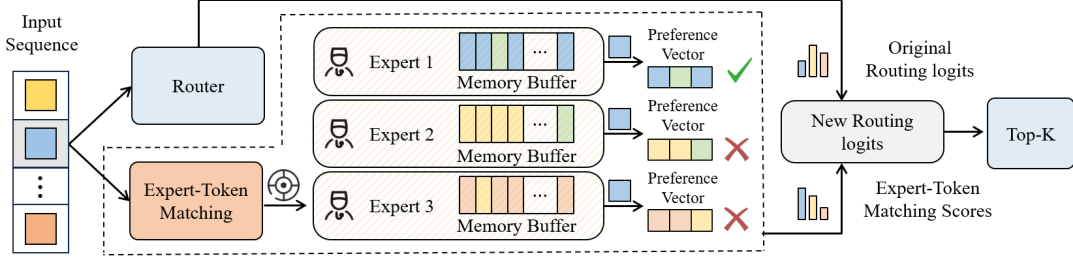 Input
Sequence
Router
Expert-Token
Matching
Expert 1
...
Memory Buffer
Preference
Vector
Expert 2
...
Memory Buffer
Preference
Vector
Expert 3
...
Memory Buffer
Preference
Vector
Original
Routing logits
New Routing
logits
Expert-Token
Matching Scores
Top-K